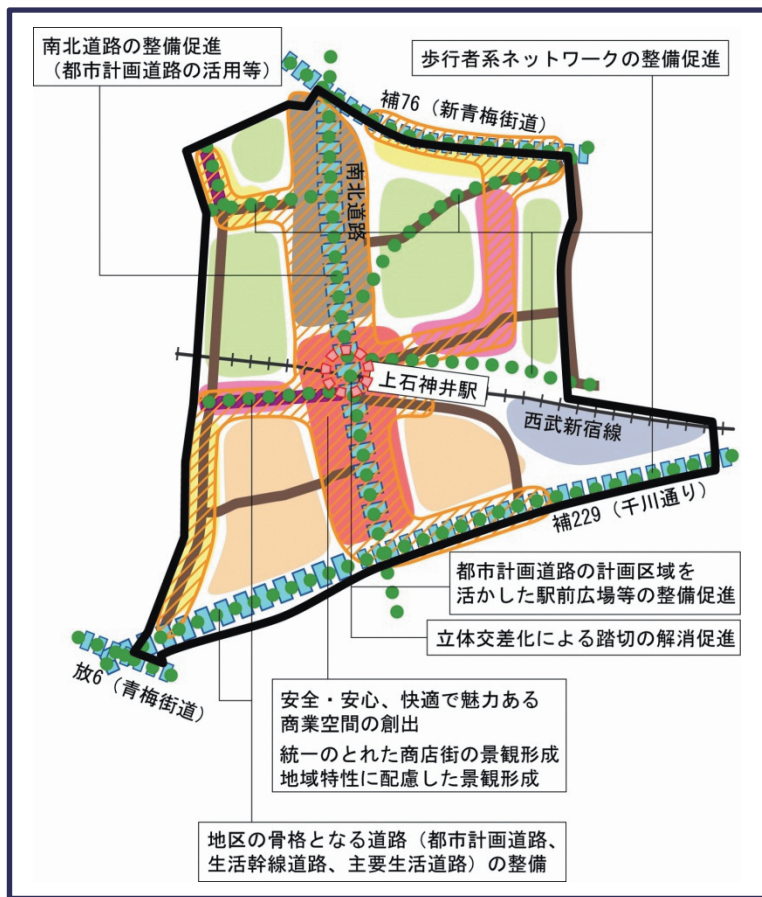 南北道路の整備促進
（都市計画道路の活用等）
歩行者系ネットワークの整備促進
補76（新青梅街道）
南北道路
上石神井駅
西武新宿線
補229（千川通り）
都市計画道路の計画区域を
活かした駅前広場等の整備促進
立体交差化による踏切の解消促進
放6（青梅街道）
安全・安心、快適で魅力ある
商業空間の創出
統一のとれた商店街の景観形成
地域特性に配慮した景観形成
地区の骨格となる道路（都市計画道路、
生活幹線道路、主要生活道路）の整備